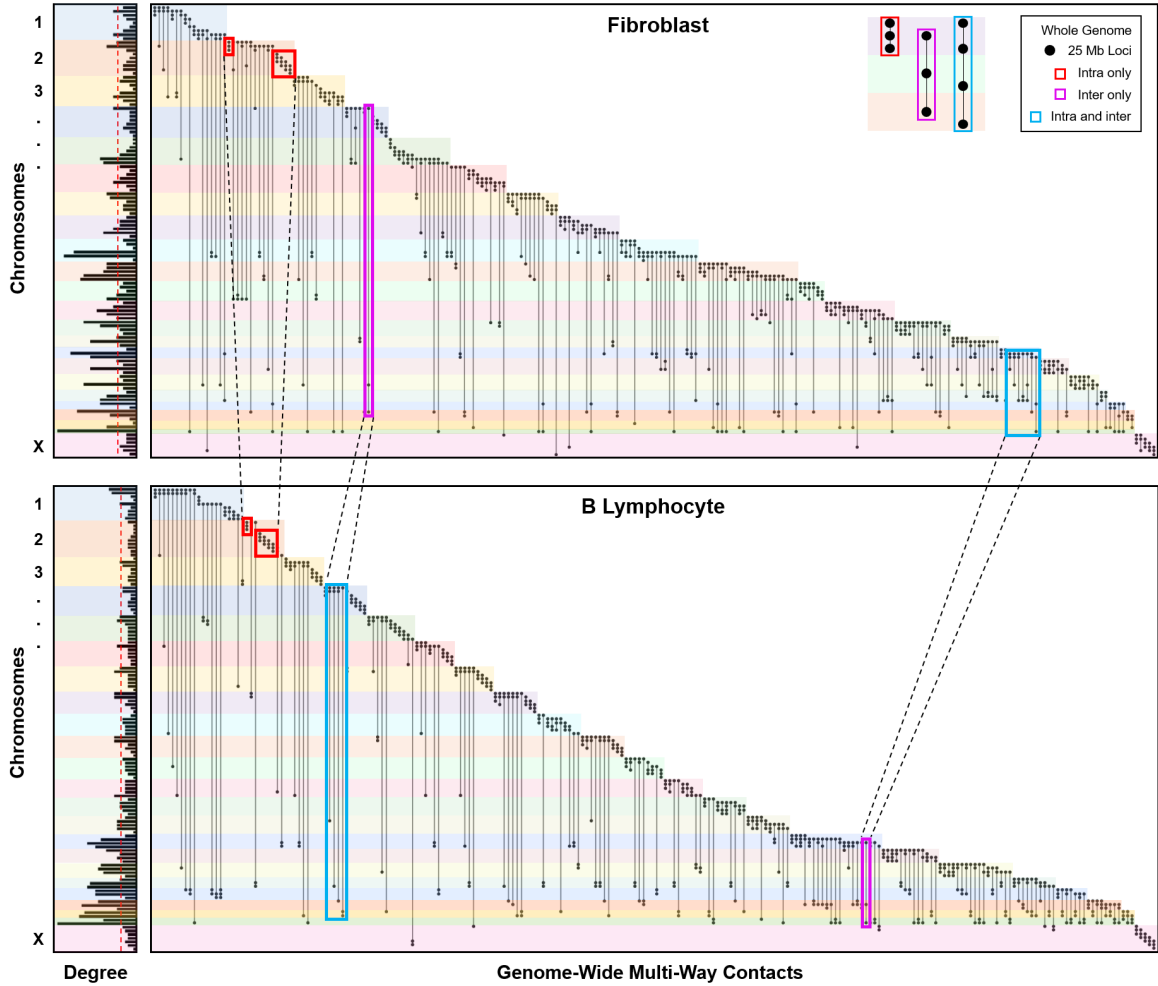 Fibroblast
Whole Genome
25 Mb Loci
Intra only
Inter only
Intra and inter
Chromosomes
1
2
3
.
.
.
X
B Lymphocyte
Chromosomes
1
2
3
.
.
.
X
Degree
Genome-Wide Multi-Way Contacts